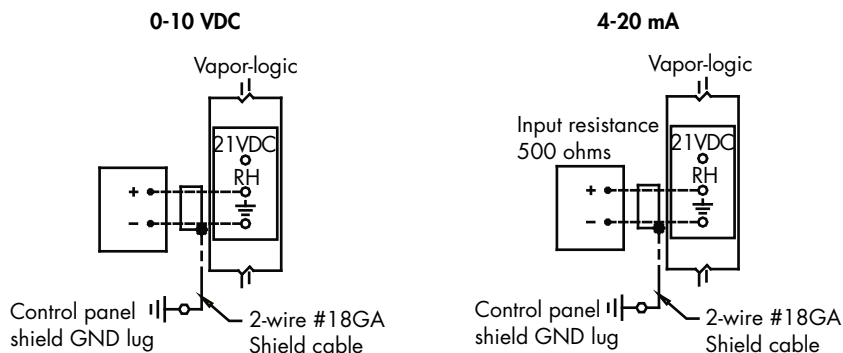 0-10 VDC
Vapor-logic
21VDC
RH
+
−
Control panel
shield GND lug
2-wire #18GA
Shield cable
4-20 mA
Vapor-logic
Input resistance
500 ohms
21VDC
RH
+
−
Control panel
shield GND lug
2-wire #18GA
Shield cable